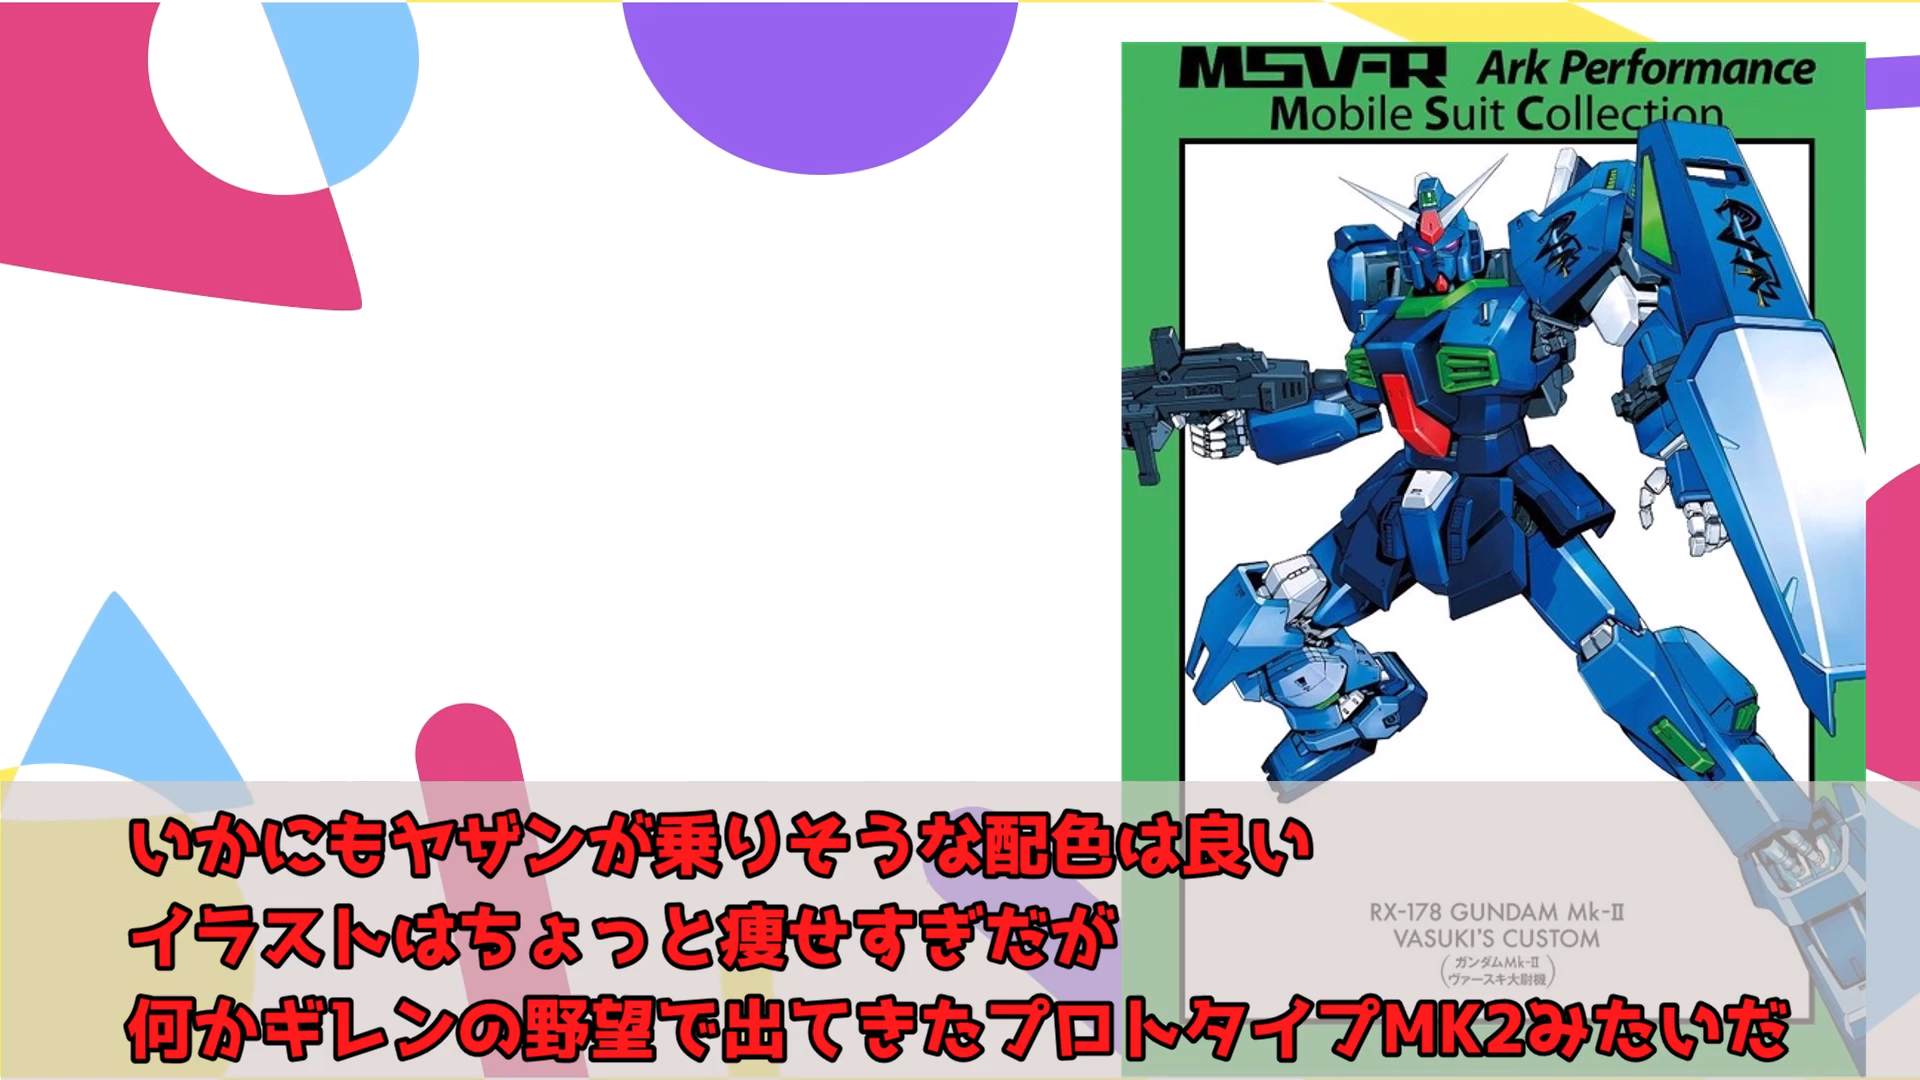 MSV-R Ark Performance
Mobile Suit Collection
RX-178 GUNDAM Mk-II
VASUKI'S CUSTOM
(ガンダムMk-II
ヴァースキ大尉機)
いかにもヤザンが乗りそうな配色は良い
イラストはちょっと痩せすぎだが
何かギレンの野望で出てきたプロトタイプMK2みたいだ